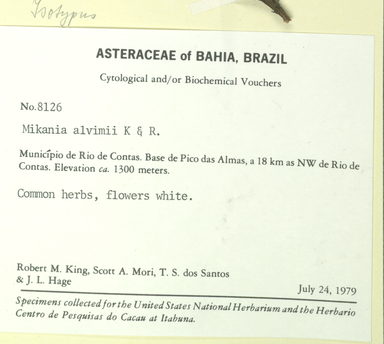 Isotypus
ASTERACEAE of BAHIA, BRAZIL
Cytological and/or Biochemical Vouchers
No.8126
Mikania alvimii K & R.
Município de Rio de Contas. Base de Pico das Almas, a 18 km as NW de Rio de
Contas. Elevation ca. 1300 meters.
Common herbs, flowers white.
Robert M. King, Scott A. Mori, T. S. dos Santos
& J. L. Hage
July 24, 1979
Specimens collected for the United States National Herbarium and the Herbario
Centro de Pesquisas do Cacau at Itabuna.